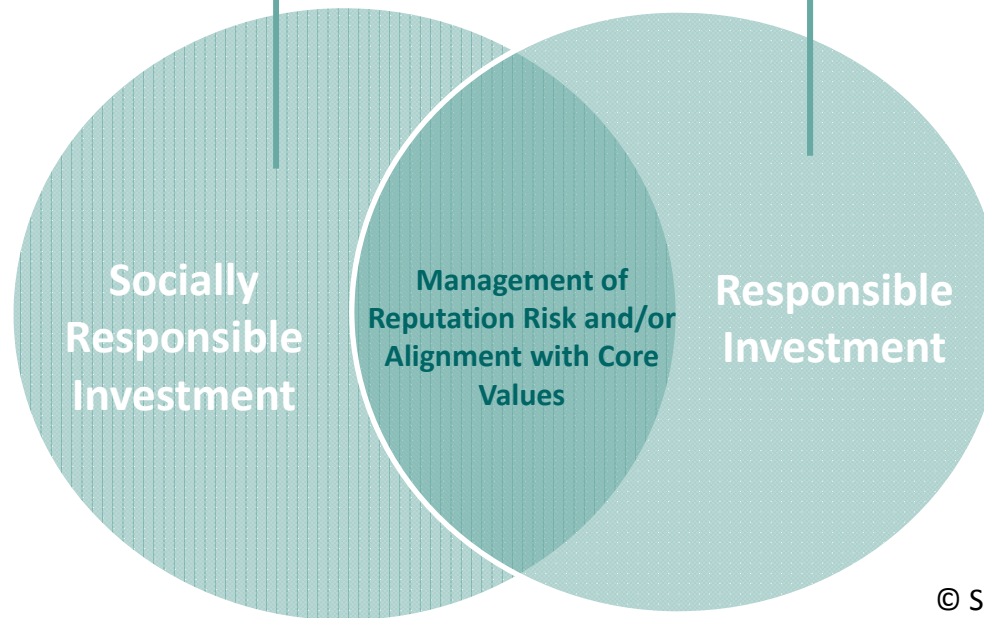 Socially
Responsible
Investment
Management of
Reputation Risk and/or
Alignment with Core
Values
Responsible
Investment
© S